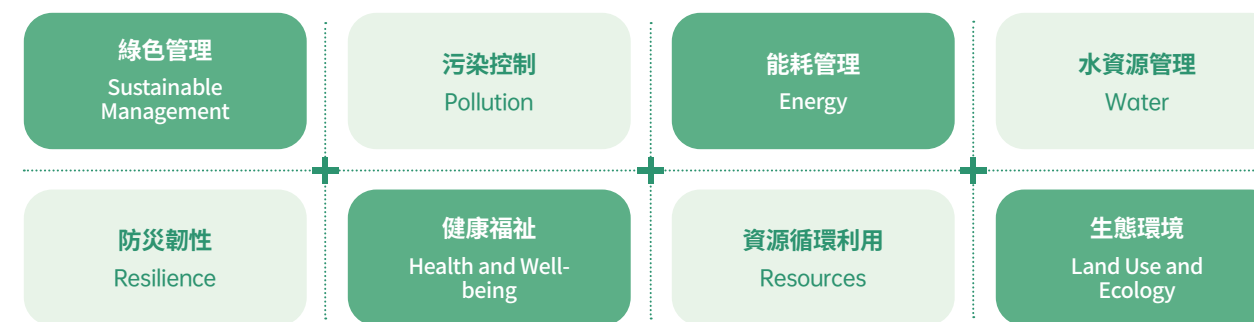 綠色管理
Sustainable
Management
污染控制
Pollution
能耗管理
Energy
水資源管理
Water
防災韌性
Resilience
健康福祉
Health and Well-
being
資源循環利用
Resources
生態環境
Land Use and
Ecology